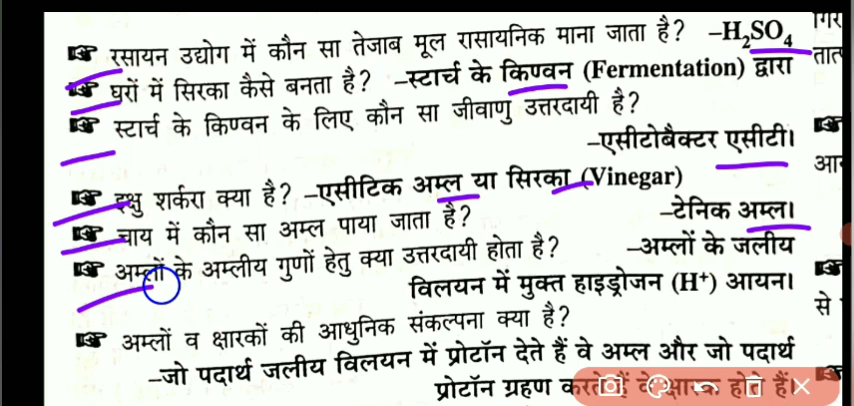 ☞ रसायन उद्योग में कौन सा तेजाब मूल रासायनिक माना जाता है? –H₂SO₄
☞ घरों में सिरका कैसे बनता है? –स्टार्च के किण्वन (Fermentation) द्वारा
☞ स्टार्च के किण्वन के लिए कौन सा जीवाणु उत्तरदायी है?
–एसीटोबैक्टर एसीटी।
☞ इक्षु शर्करा क्या है? –एसीटिक अम्ल या सिरका (Vinegar)
☞ चाय में कौन सा अम्ल पाया जाता है? –टेनिक अम्ल।
☞ अम्लों के अम्लीय गुणों हेतु क्या उत्तरदायी होता है? –अम्लों के जलीय
विलयन में मुक्त हाइड्रोजन (H⁺) आयन।
☞ अम्लों व क्षारकों की आधुनिक संकल्पना क्या है?
–जो पदार्थ जलीय विलयन में प्रोटॉन देते हैं वे अम्ल और जो पदार्थ
प्रोटॉन ग्रहण करते हैं वे क्षारक होते हैं।
गिर
आ
से